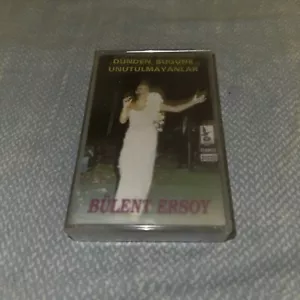 DÜNDEN BUGÜNE
UNUTULMAYANLAR
BÜLENT ERSOY